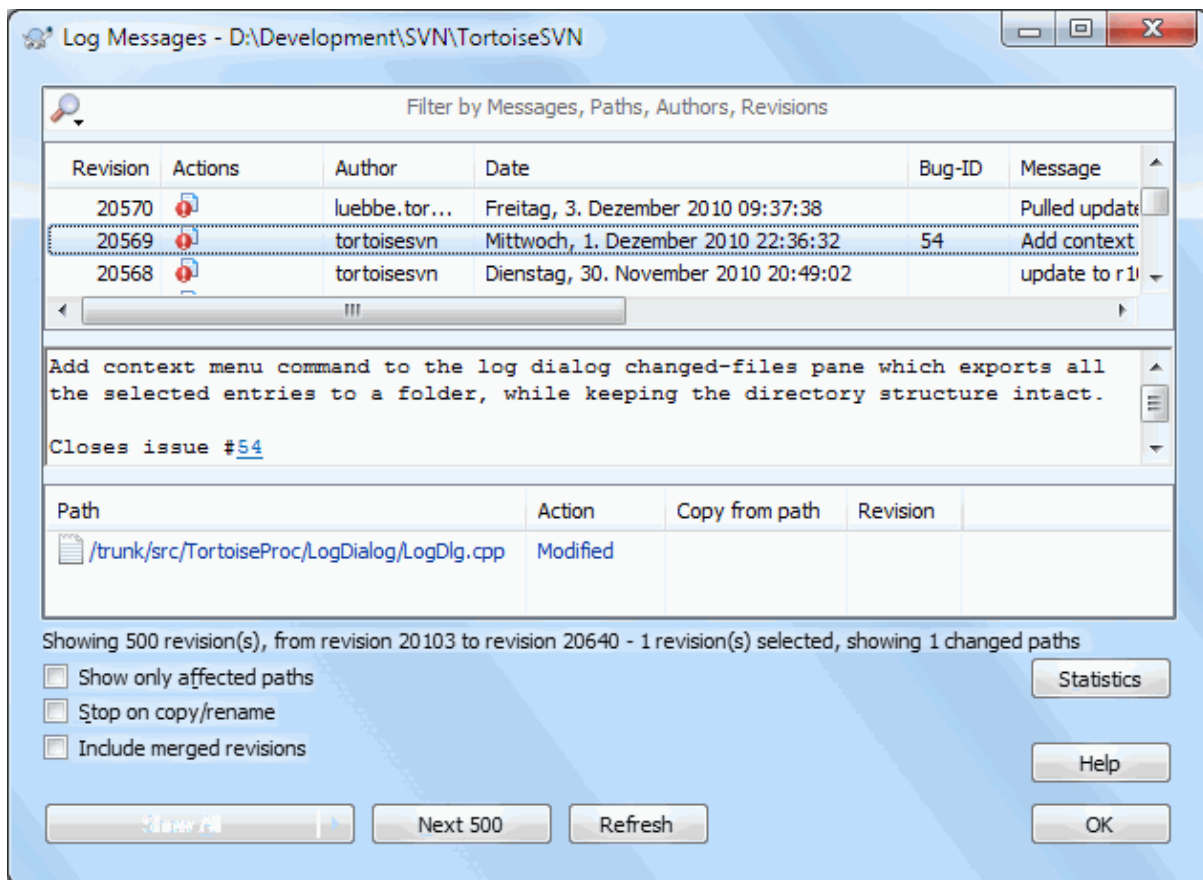 Log Messages - D:\Development\SVN\TortoiseSVN
Filter by Messages, Paths, Authors, Revisions
Revision Actions Author Date Bug-ID Message
20570 luebbe.tor... Freitag, 3. Dezember 2010 09:37:38 Pulled update
20569 tortoisesvn Mittwoch, 1. Dezember 2010 22:36:32 54 Add context
20568 tortoisesvn Dienstag, 30. November 2010 20:49:02 update to r10
Add context menu command to the log dialog changed-files pane which exports all
the selected entries to a folder, while keeping the directory structure intact.
Closes issue #54
Path Action Copy from path Revision
/trunk/src/TortoiseProc/LogDialog/LogDlg.cpp Modified
Showing 500 revision(s), from revision 20103 to revision 20640 - 1 revision(s) selected, showing 1 changed paths
Show only affected paths
Statistics
Stop on copy/rename
Include merged revisions
Help
Show All Next 500 Refresh OK